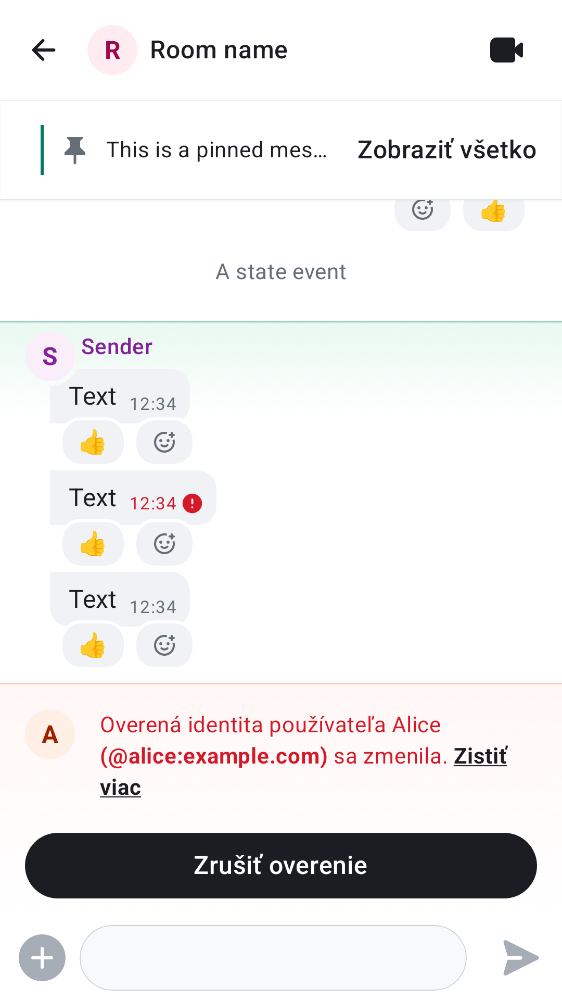 R Room name
This is a pinned mes… Zobraziť všetko
A state event
S Sender
Text 12:34
Text 12:34
Text 12:34
A Overená identita používateľa Alice
(@alice:example.com) sa zmenila. Zistiť
viac
Zrušiť overenie